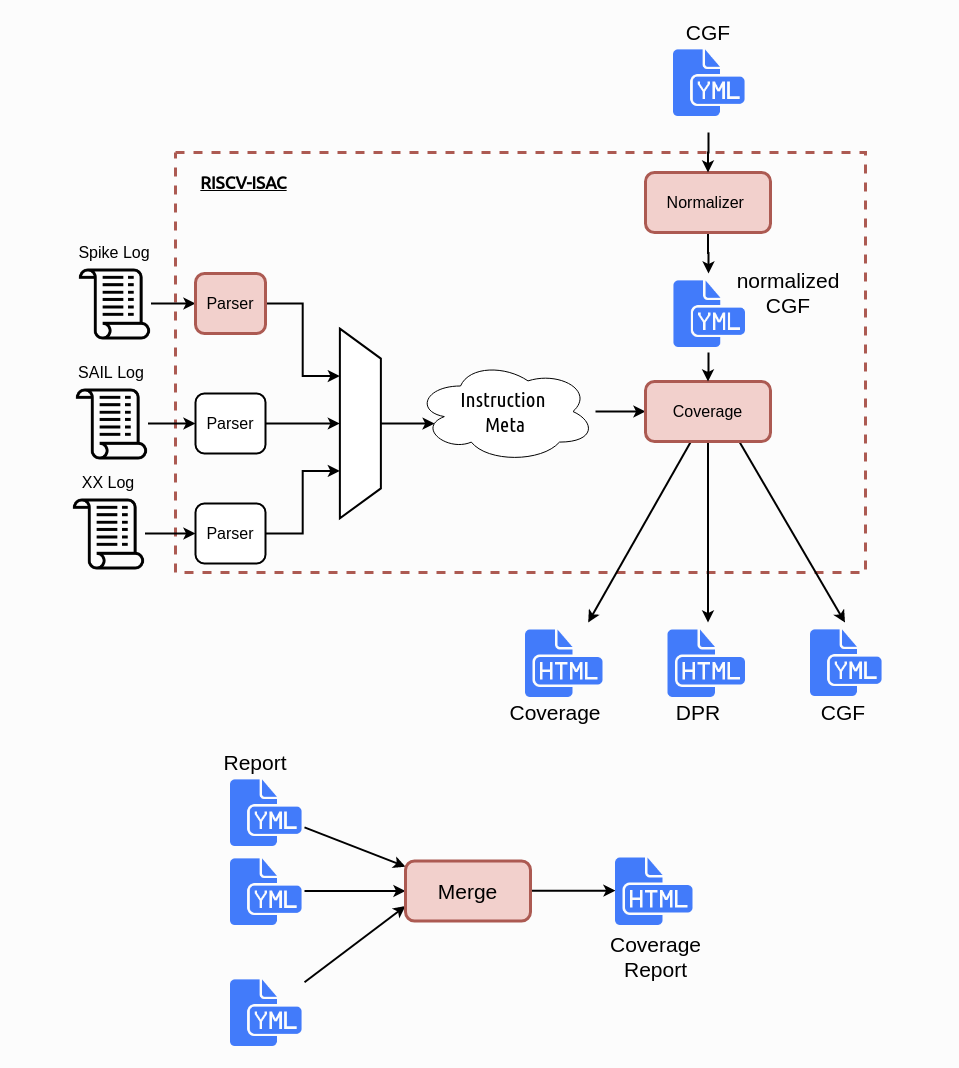 CGF
YML
RISCV-ISAC
Normalizer
Spike Log
normalized
CGF
YML
Parser
SAIL Log
Instruction
Meta
Coverage
Parser
XX Log
Parser
HTML
HTML
YML
Coverage
DPR
CGF
Report
YML
YML
Merge
HTML
Coverage
Report
YML